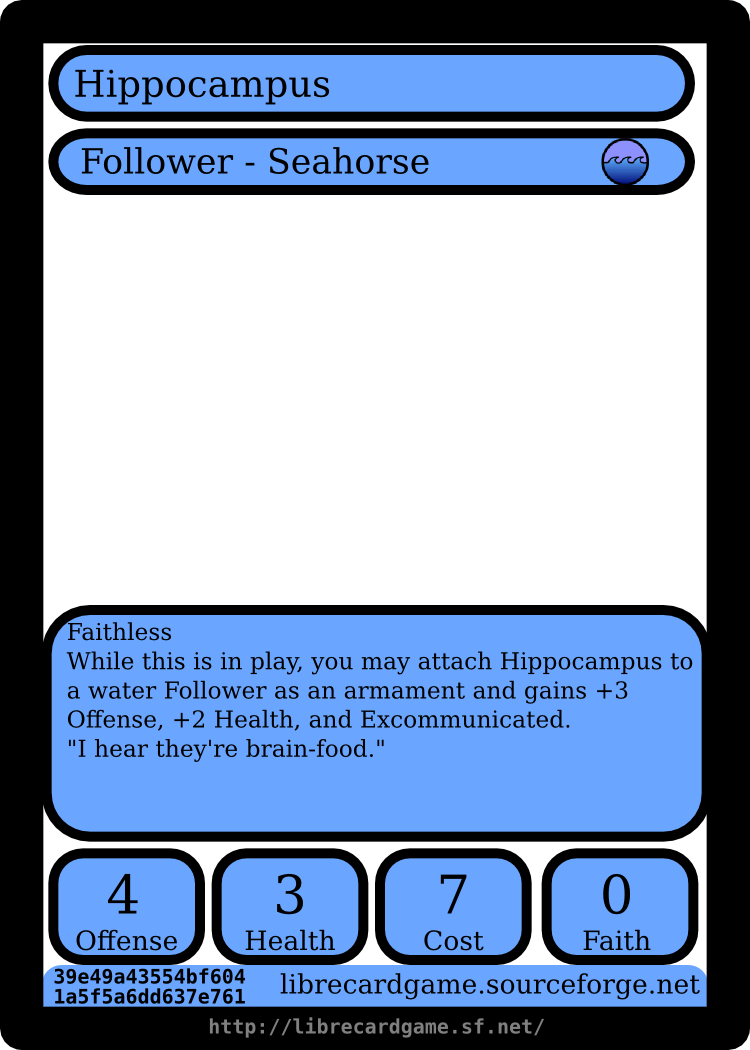 Hippocampus
Follower - Seahorse
Faithless
While this is in play, you may attach Hippocampus to
a water Follower as an armament and gains +3
Offense, +2 Health, and Excommunicated.
"I hear they're brain-food."
4
Offense
3
Health
7
Cost
0
Faith
39e49a43554bf604
1a5f5a6dd637e761
librecardgame.sourceforge.net
http://librecardgame.sf.net/